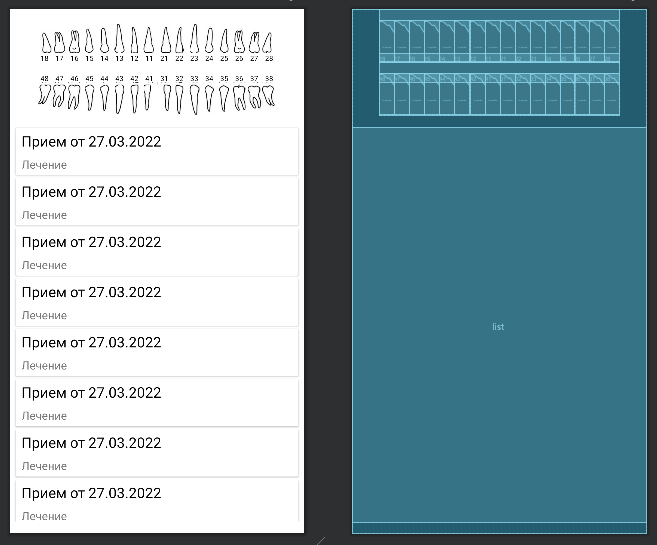 18 17 16 15 14 13 12 11 21 22 23 24 25 26 27 28
48 47 46 45 44 43 42 41 31 32 33 34 35 36 37 38
Прием от 27.03.2022
Лечение
Прием от 27.03.2022
Лечение
Прием от 27.03.2022
Лечение
Прием от 27.03.2022
Лечение
Прием от 27.03.2022
Лечение
Прием от 27.03.2022
Лечение
Прием от 27.03.2022
Лечение
Прием от 27.03.2022
Лечение
list